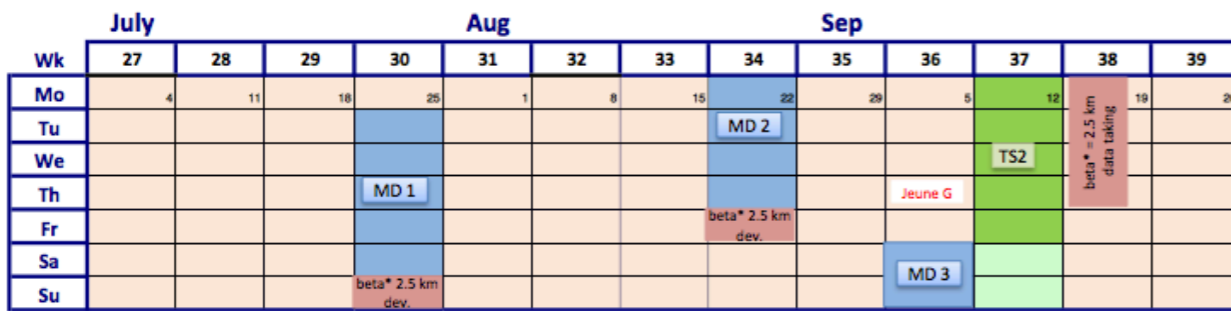 July Aug Sep
Wk 27 28 29 30 31 32 33 34 35 36 37 38 39
Mo 4 11 18 25 1 8 15 22 29 5 12 19
Tu MD 2
We TS2
beta* = 2.5 km
data taking
Th MD 1 Jeune G
Fr beta* 2.5 km
dev.
Sa MD 3
Su beta* 2.5 km
dev.